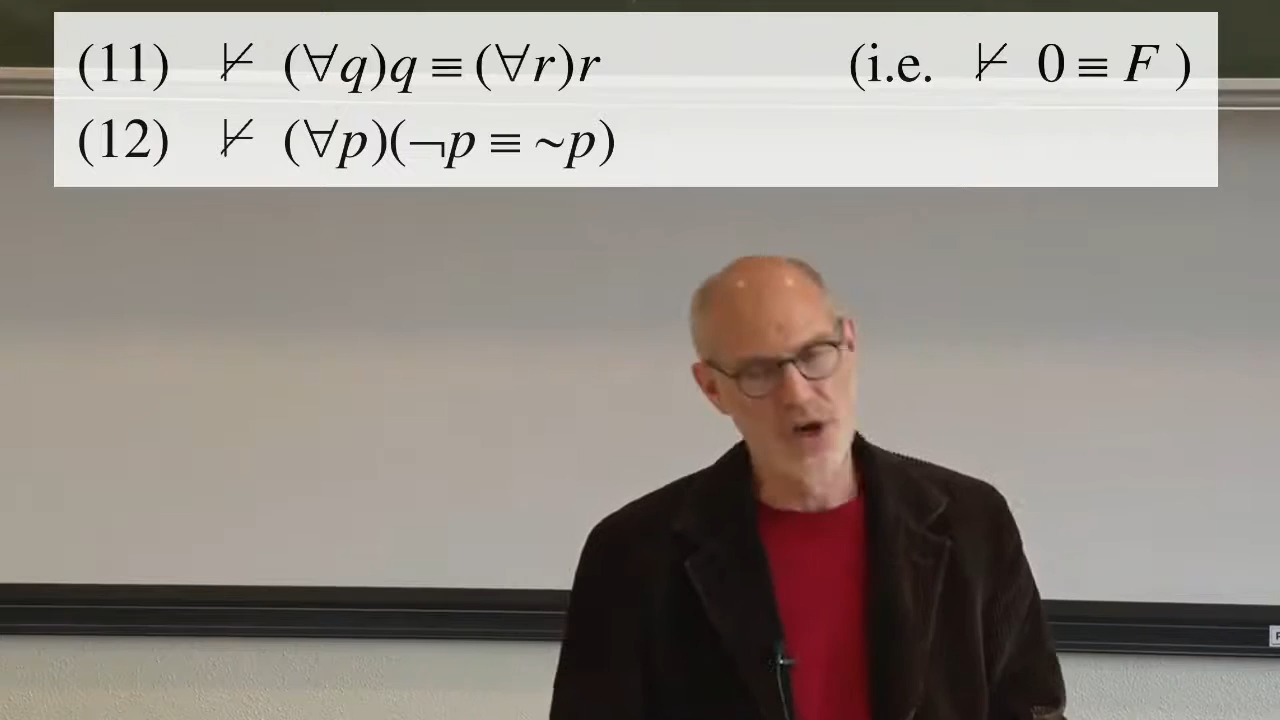 (11) ⊬ (∀q)q ≡ (∀r)r (i.e. ⊬ 0 ≡ F )
(12) ⊬ (∀p)(¬p ≡ ~p)